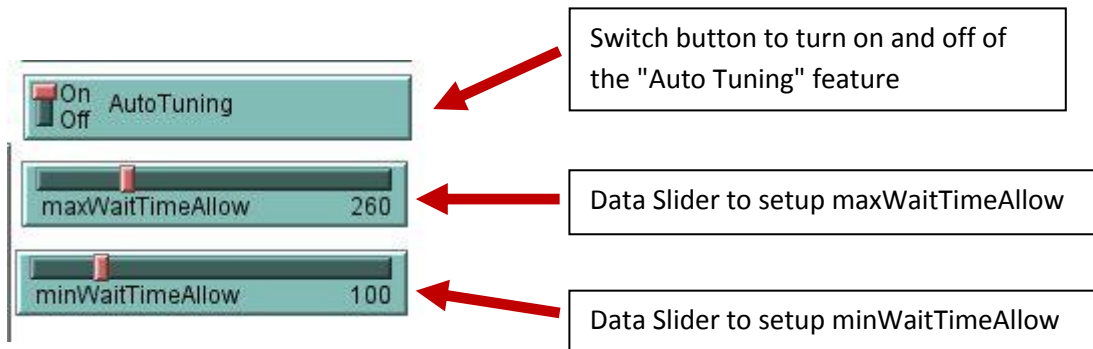 Switch button to turn on and off of
the "Auto Tuning" feature
On
Off
AutoTuning
maxWaitTimeAllow 260
Data Slider to setup maxWaitTimeAllow
minWaitTimeAllow 100
Data Slider to setup minWaitTimeAllow